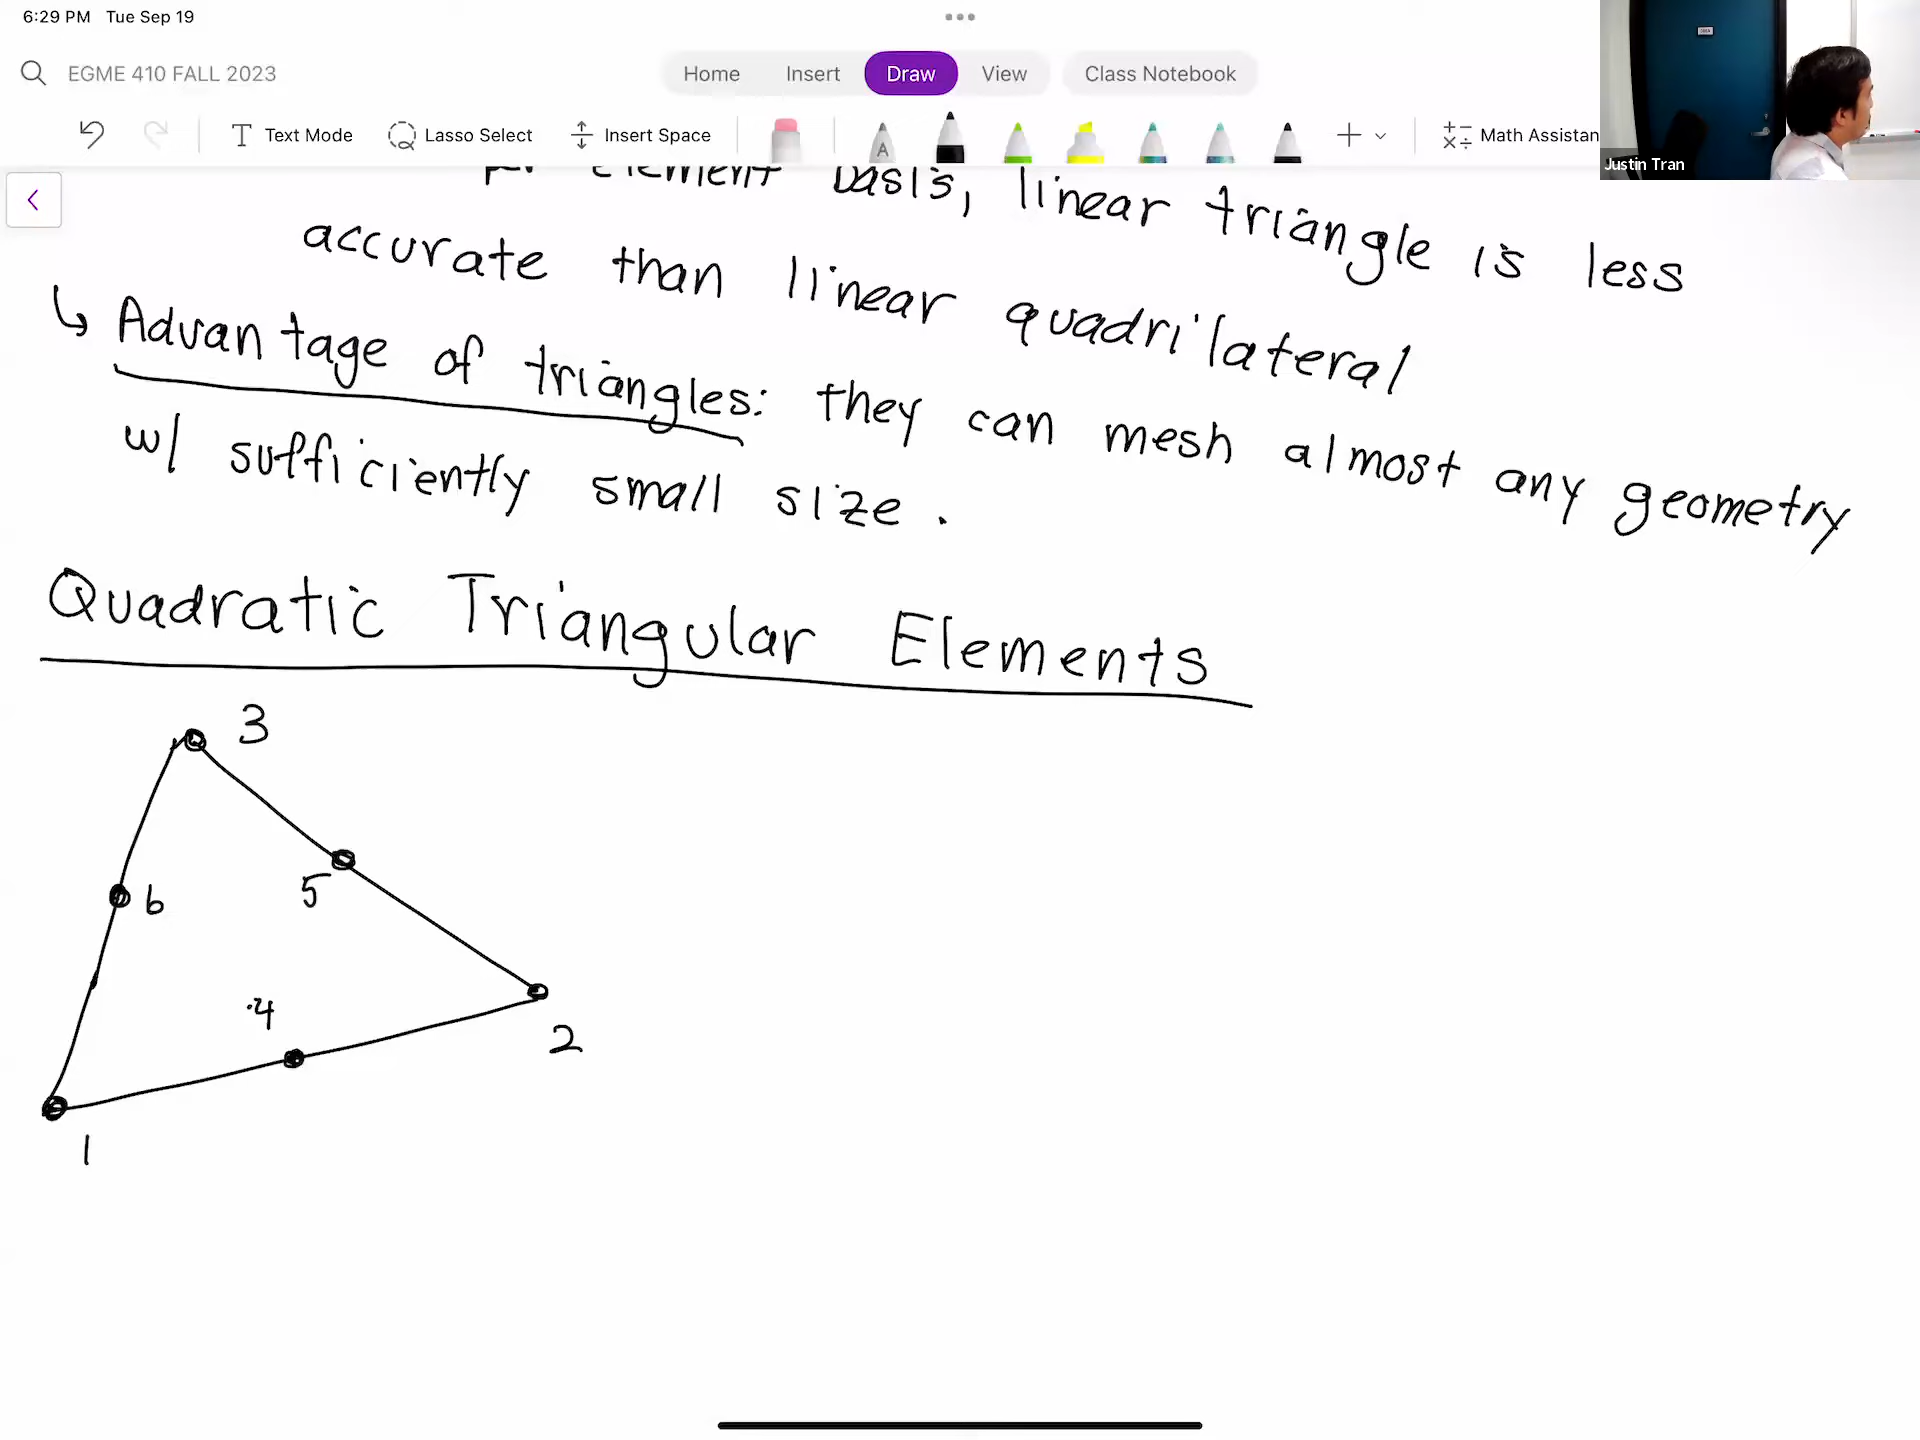 6:29 PM Tue Sep 19
EGME 410 FALL 2023
Home Insert Draw View Class Notebook
Text Mode Lasso Select Insert Space A + Math Assistan
Justin Tran
element basis, linear triangle is less
accurate than linear quadrilateral
↳ Advantage of triangles: they can mesh almost any geometry
w/ sufficiently small size.
Quadratic Triangular Elements
3
5
6
4
2
1